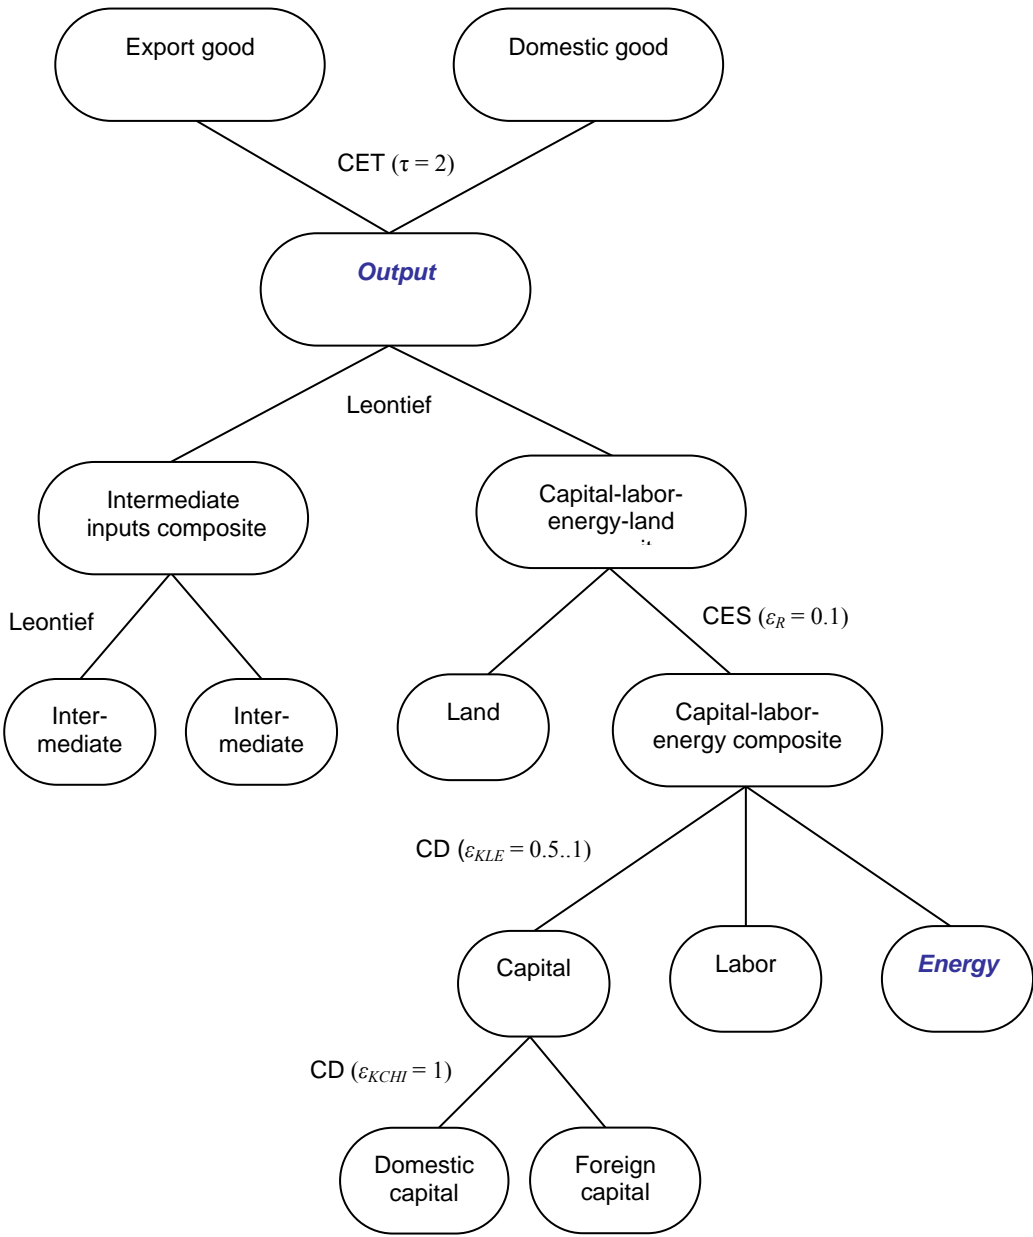 Export good
Domestic good
CET (τ = 2)
Output
Leontief
Intermediate
inputs composite
Capital-labor-
energy-land
Leontief
CES (εR = 0.1)
Inter-
mediate
Inter-
mediate
Land
Capital-labor-
energy composite
CD (εKLE = 0.5..1)
Capital
Labor
Energy
CD (εKCHI = 1)
Domestic
capital
Foreign
capital